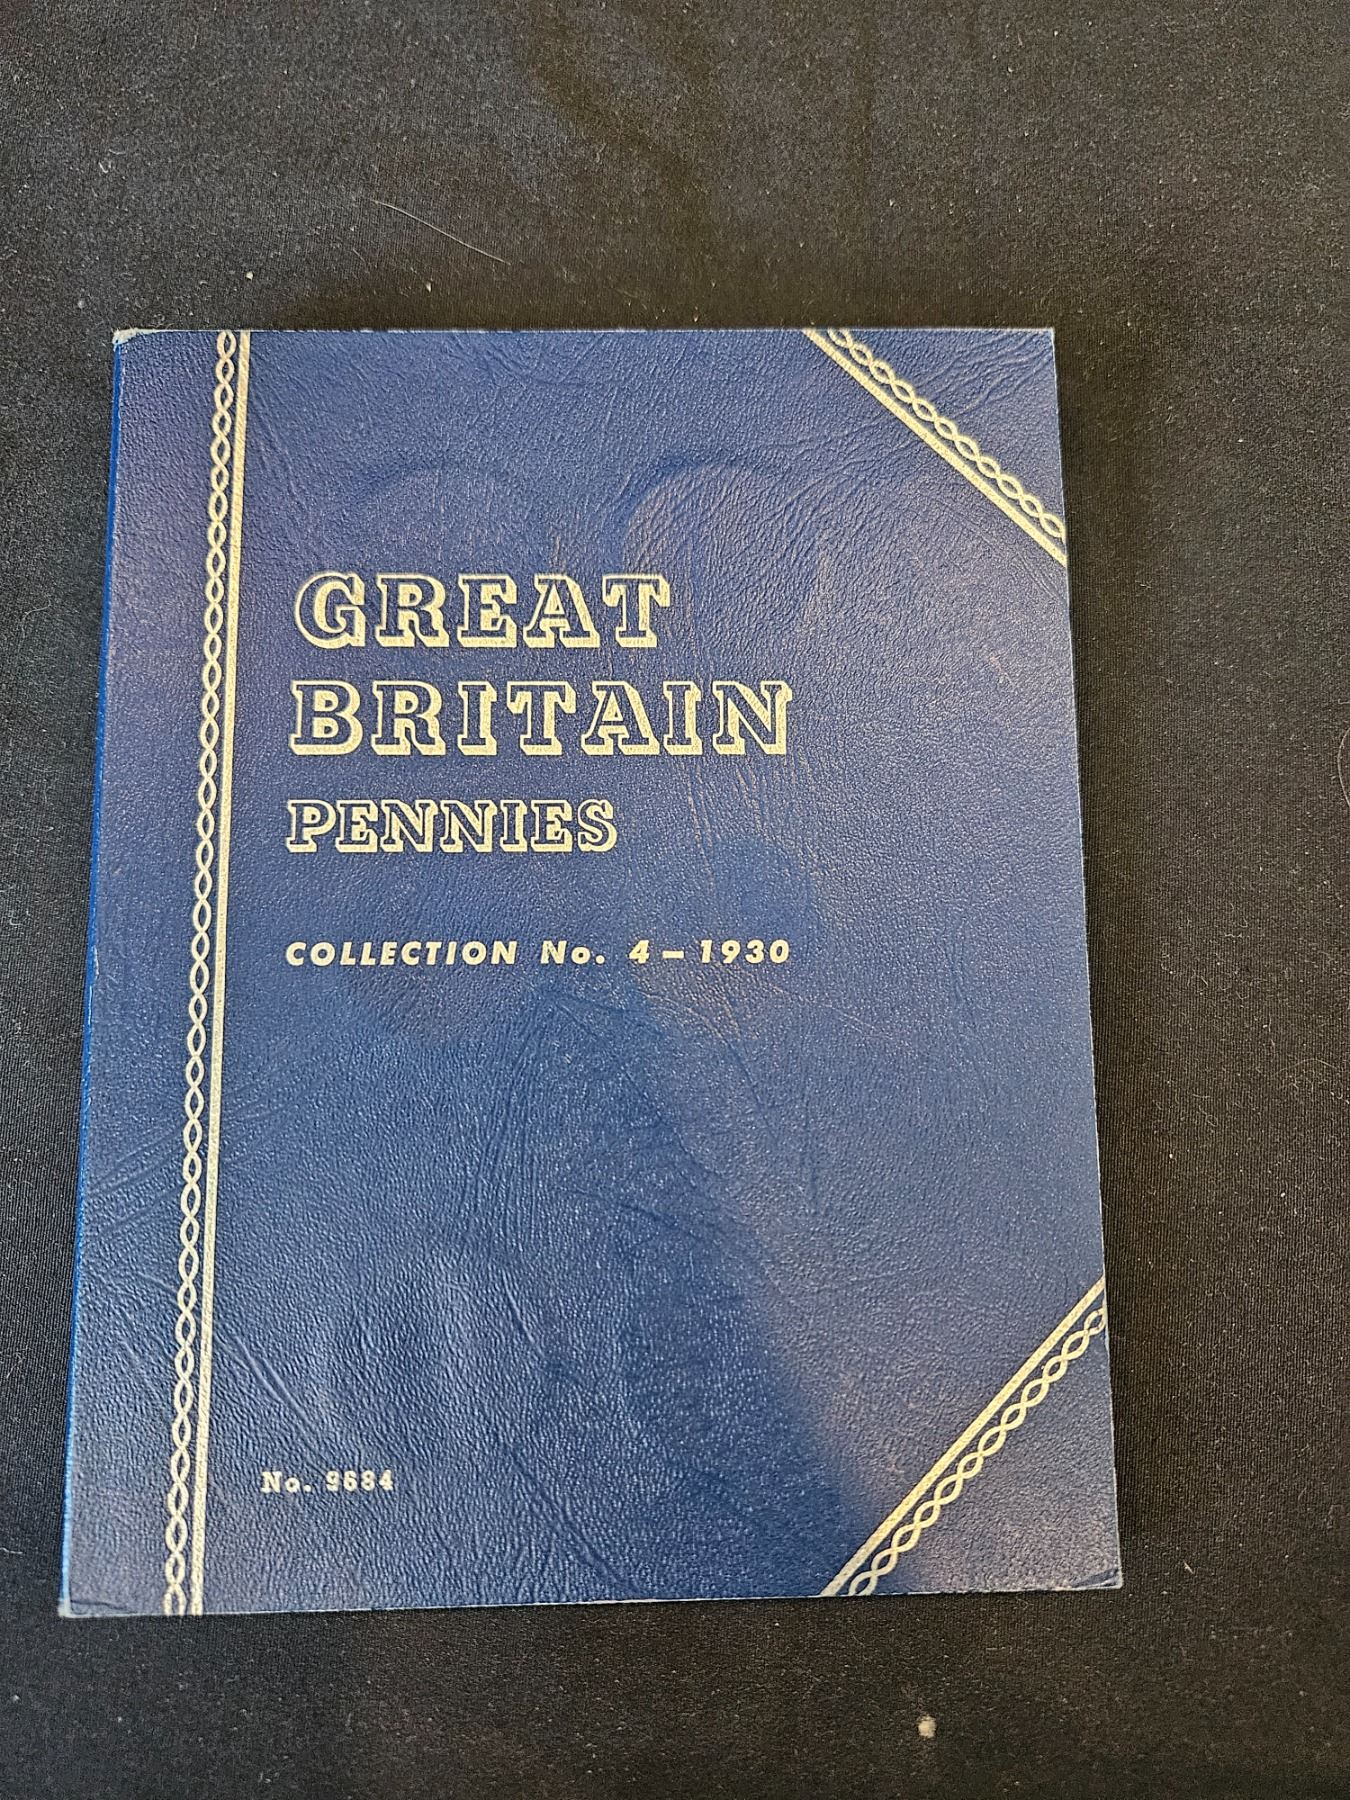 GREAT
BRITAIN
PENNIES
COLLECTION No. 4 – 1930
No. 9684